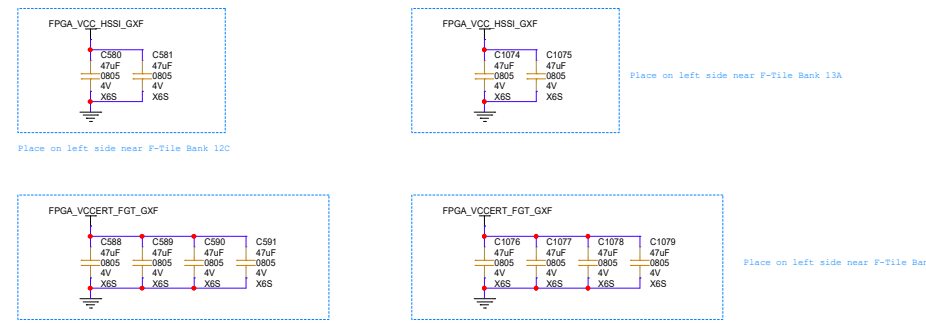 FPGA_VCC_HSSI_GXF
C580 C581
47uF 47uF
0805 0805
4V 4V
X6S X6S
Place on left side near F-Tile Bank 12C
FPGA_VCC_HSSI_GXF
C1074 C1075
47uF 47uF
0805 0805
4V 4V
X6S X6S
Place on left side near F-Tile Bank 13A
FPGA_VCCERT_FGT_GXF
C588 C589 C590 C591
47uF 47uF 47uF 47uF
0805 0805 0805 0805
4V 4V 4V 4V
X6S X6S X6S X6S
FPGA_VCCERT_FGT_GXF
C1076 C1077 C1078 C1079
47uF 47uF 47uF 47uF
0805 0805 0805 0805
4V 4V 4V 4V
X6S X6S X6S X6S
Place on left side near F-Tile